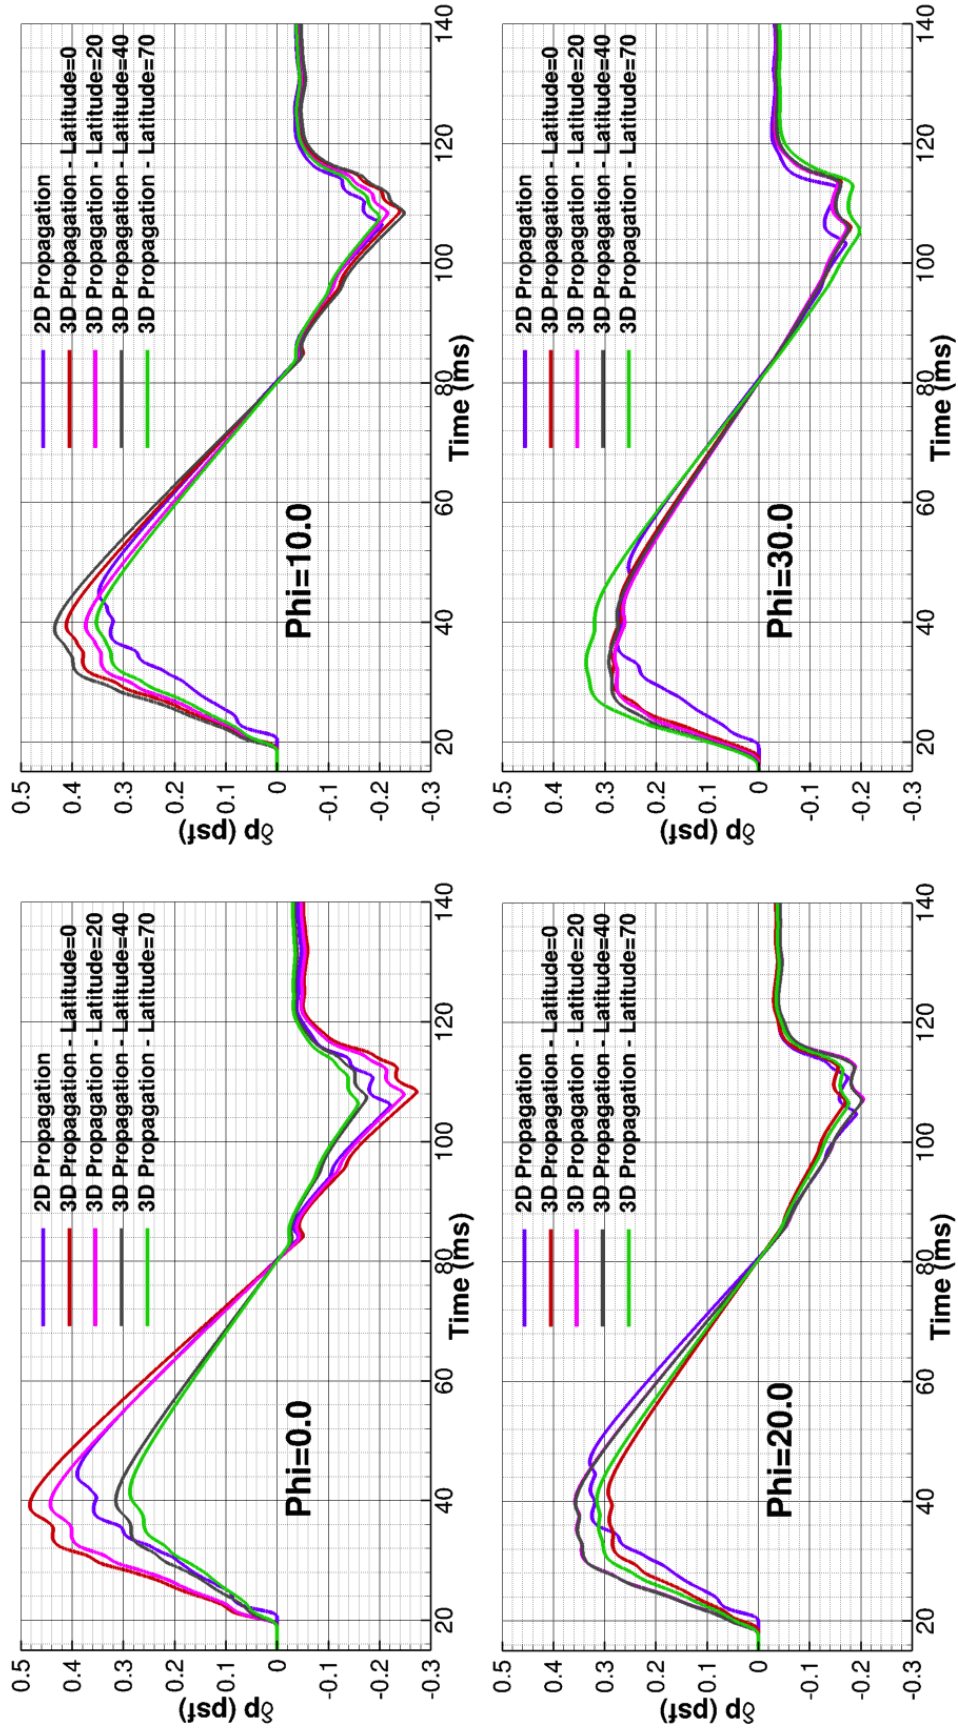 δp (psf)
0.5
0.4
0.3
0.2
0.1
0
-0.1
-0.2
-0.3
2D Propagation
3D Propagation - Latitude=0
3D Propagation - Latitude=20
3D Propagation - Latitude=40
3D Propagation - Latitude=70
Phi=0.0
20 40 60 80 100 120 140
Time (ms)
δp (psf)
0.5
0.4
0.3
0.2
0.1
0
-0.1
-0.2
-0.3
2D Propagation
3D Propagation - Latitude=0
3D Propagation - Latitude=20
3D Propagation - Latitude=40
3D Propagation - Latitude=70
Phi=10.0
20 40 60 80 100 120 140
Time (ms)
δp (psf)
0.5
0.4
0.3
0.2
0.1
0
-0.1
-0.2
-0.3
2D Propagation
3D Propagation - Latitude=0
3D Propagation - Latitude=20
3D Propagation - Latitude=40
3D Propagation - Latitude=70
Phi=20.0
20 40 60 80 100 120 140
Time (ms)
δp (psf)
0.5
0.4
0.3
0.2
0.1
0
-0.1
-0.2
-0.3
2D Propagation
3D Propagation - Latitude=0
3D Propagation - Latitude=20
3D Propagation - Latitude=40
3D Propagation - Latitude=70
Phi=30.0
20 40 60 80 100 120 140
Time (ms)